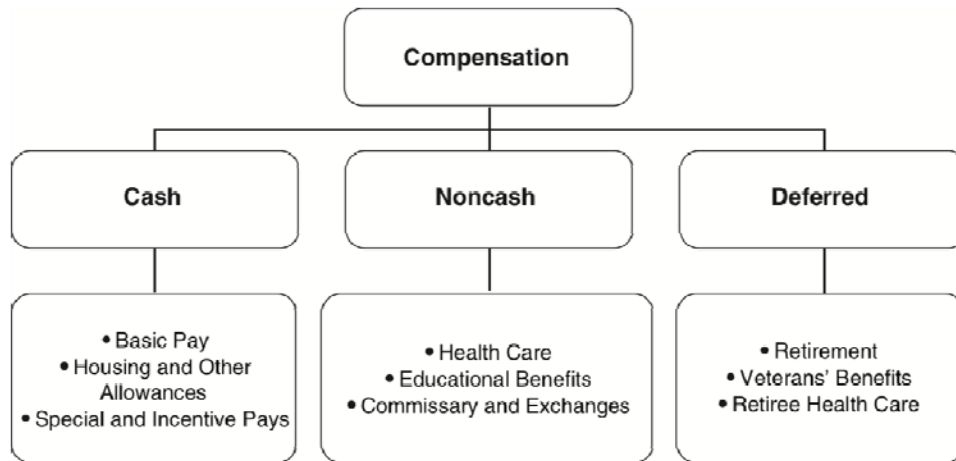 Compensation
Cash
Noncash
Deferred
• Basic Pay
• Housing and Other
Allowances
• Special and Incentive Pays
• Health Care
• Educational Benefits
• Commissary and Exchanges
• Retirement
• Veterans' Benefits
• Retiree Health Care